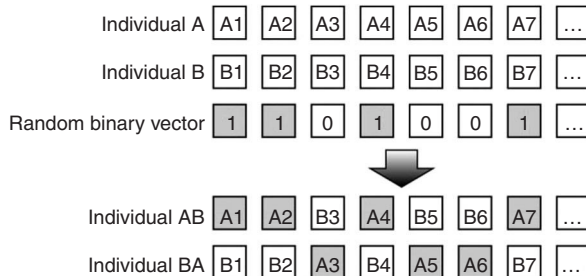 Individual A A1 A2 A3 A4 A5 A6 A7 ...
Individual B B1 B2 B3 B4 B5 B6 B7 ...
Random binary vector 1 1 0 1 0 0 1 ...
Individual AB A1 A2 B3 A4 B5 B6 A7 ...
Individual BA B1 B2 A3 B4 A5 A6 B7 ...